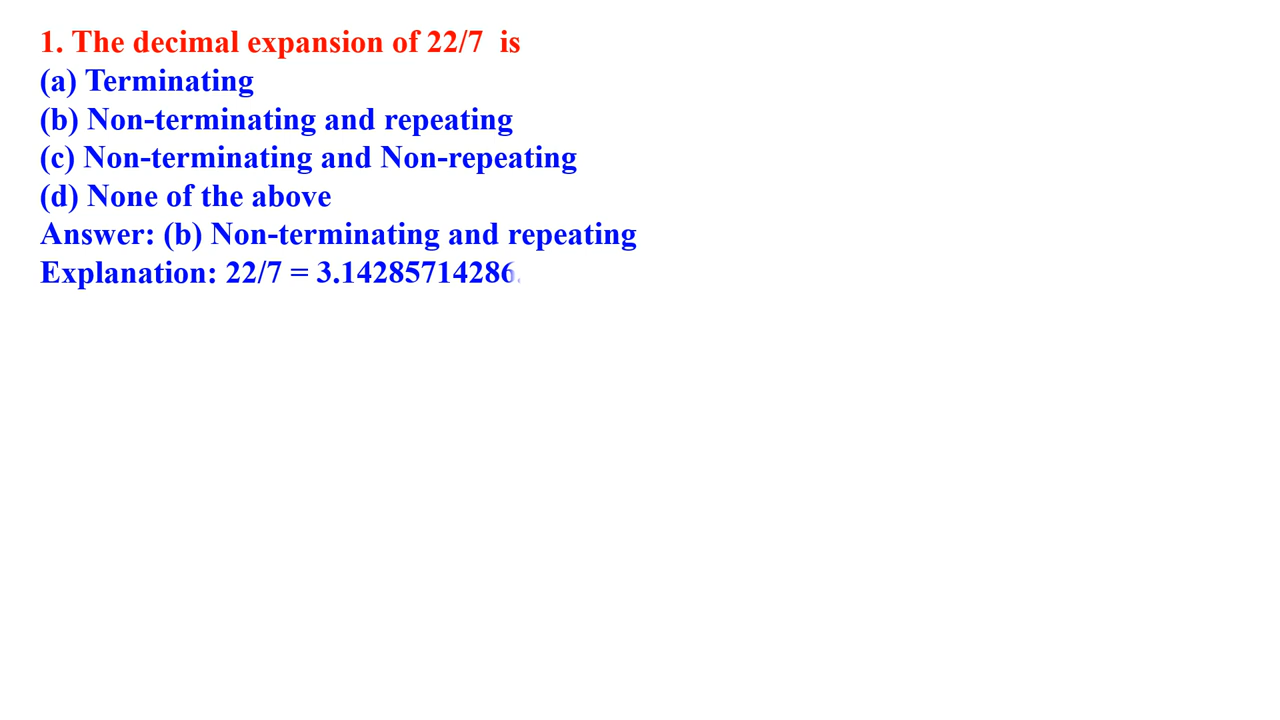 1. The decimal expansion of 22/7 is
(a) Terminating
(b) Non-terminating and repeating
(c) Non-terminating and Non-repeating
(d) None of the above
Answer: (b) Non-terminating and repeating
Explanation: 22/7 = 3.14285714286